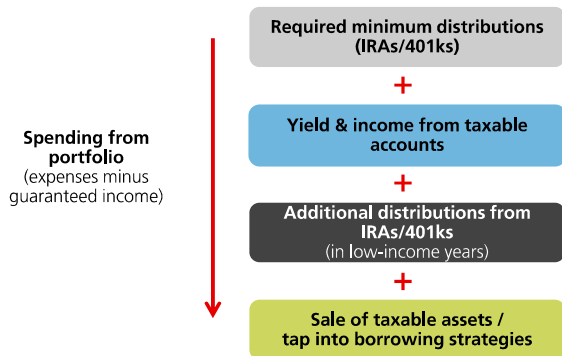 Required minimum distributions
(IRAs/401ks)
+
Spending from
portfolio
(expenses minus
guaranteed income)
Yield & income from taxable
accounts
+
Additional distributions from
IRAs/401ks
(in low-income years)
+
Sale of taxable assets /
tap into borrowing strategies